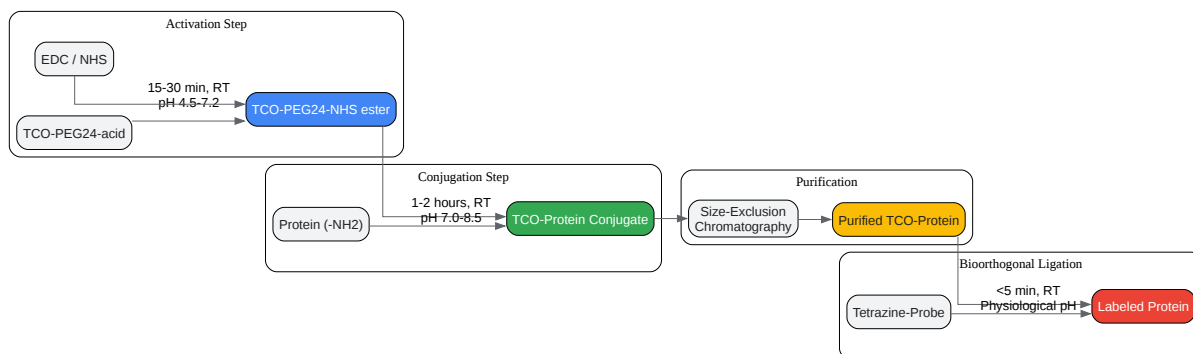 Activation Step
EDC / NHS
15-30 min, RT
pH 4.5-7.2
TCO-PEG24-NHS ester
TCO-PEG24-acid
Conjugation Step
1-2 hours, RT
pH 7.0-8.5
Protein (-NH2)
TCO-Protein Conjugate
Purification
Size-Exclusion
Chromatography
Purified TCO-Protein
Bioorthogonal Ligation
<5 min, RT
Physiological pH
Tetrazine-Probe
Labeled Protein